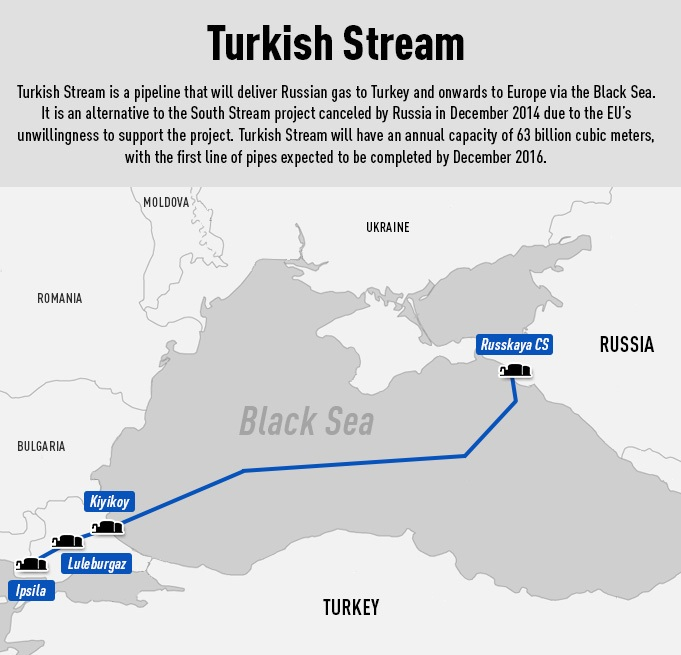 Turkish Stream
Turkish Stream is a pipeline that will deliver Russian gas to Turkey and onwards to Europe via the Black Sea.
It is an alternative to the South Stream project canceled by Russia in December 2014 due to the EU's
unwillingness to support the project. Turkish Stream will have an annual capacity of 63 billion cubic meters,
with the first line of pipes expected to be completed by December 2016.
MOLDOVA
UKRAINE
ROMANIA
Russkaya CS
RUSSIA
Black Sea
BULGARIA
Kiyikoy
Luleburgaz
Ipsila
TURKEY